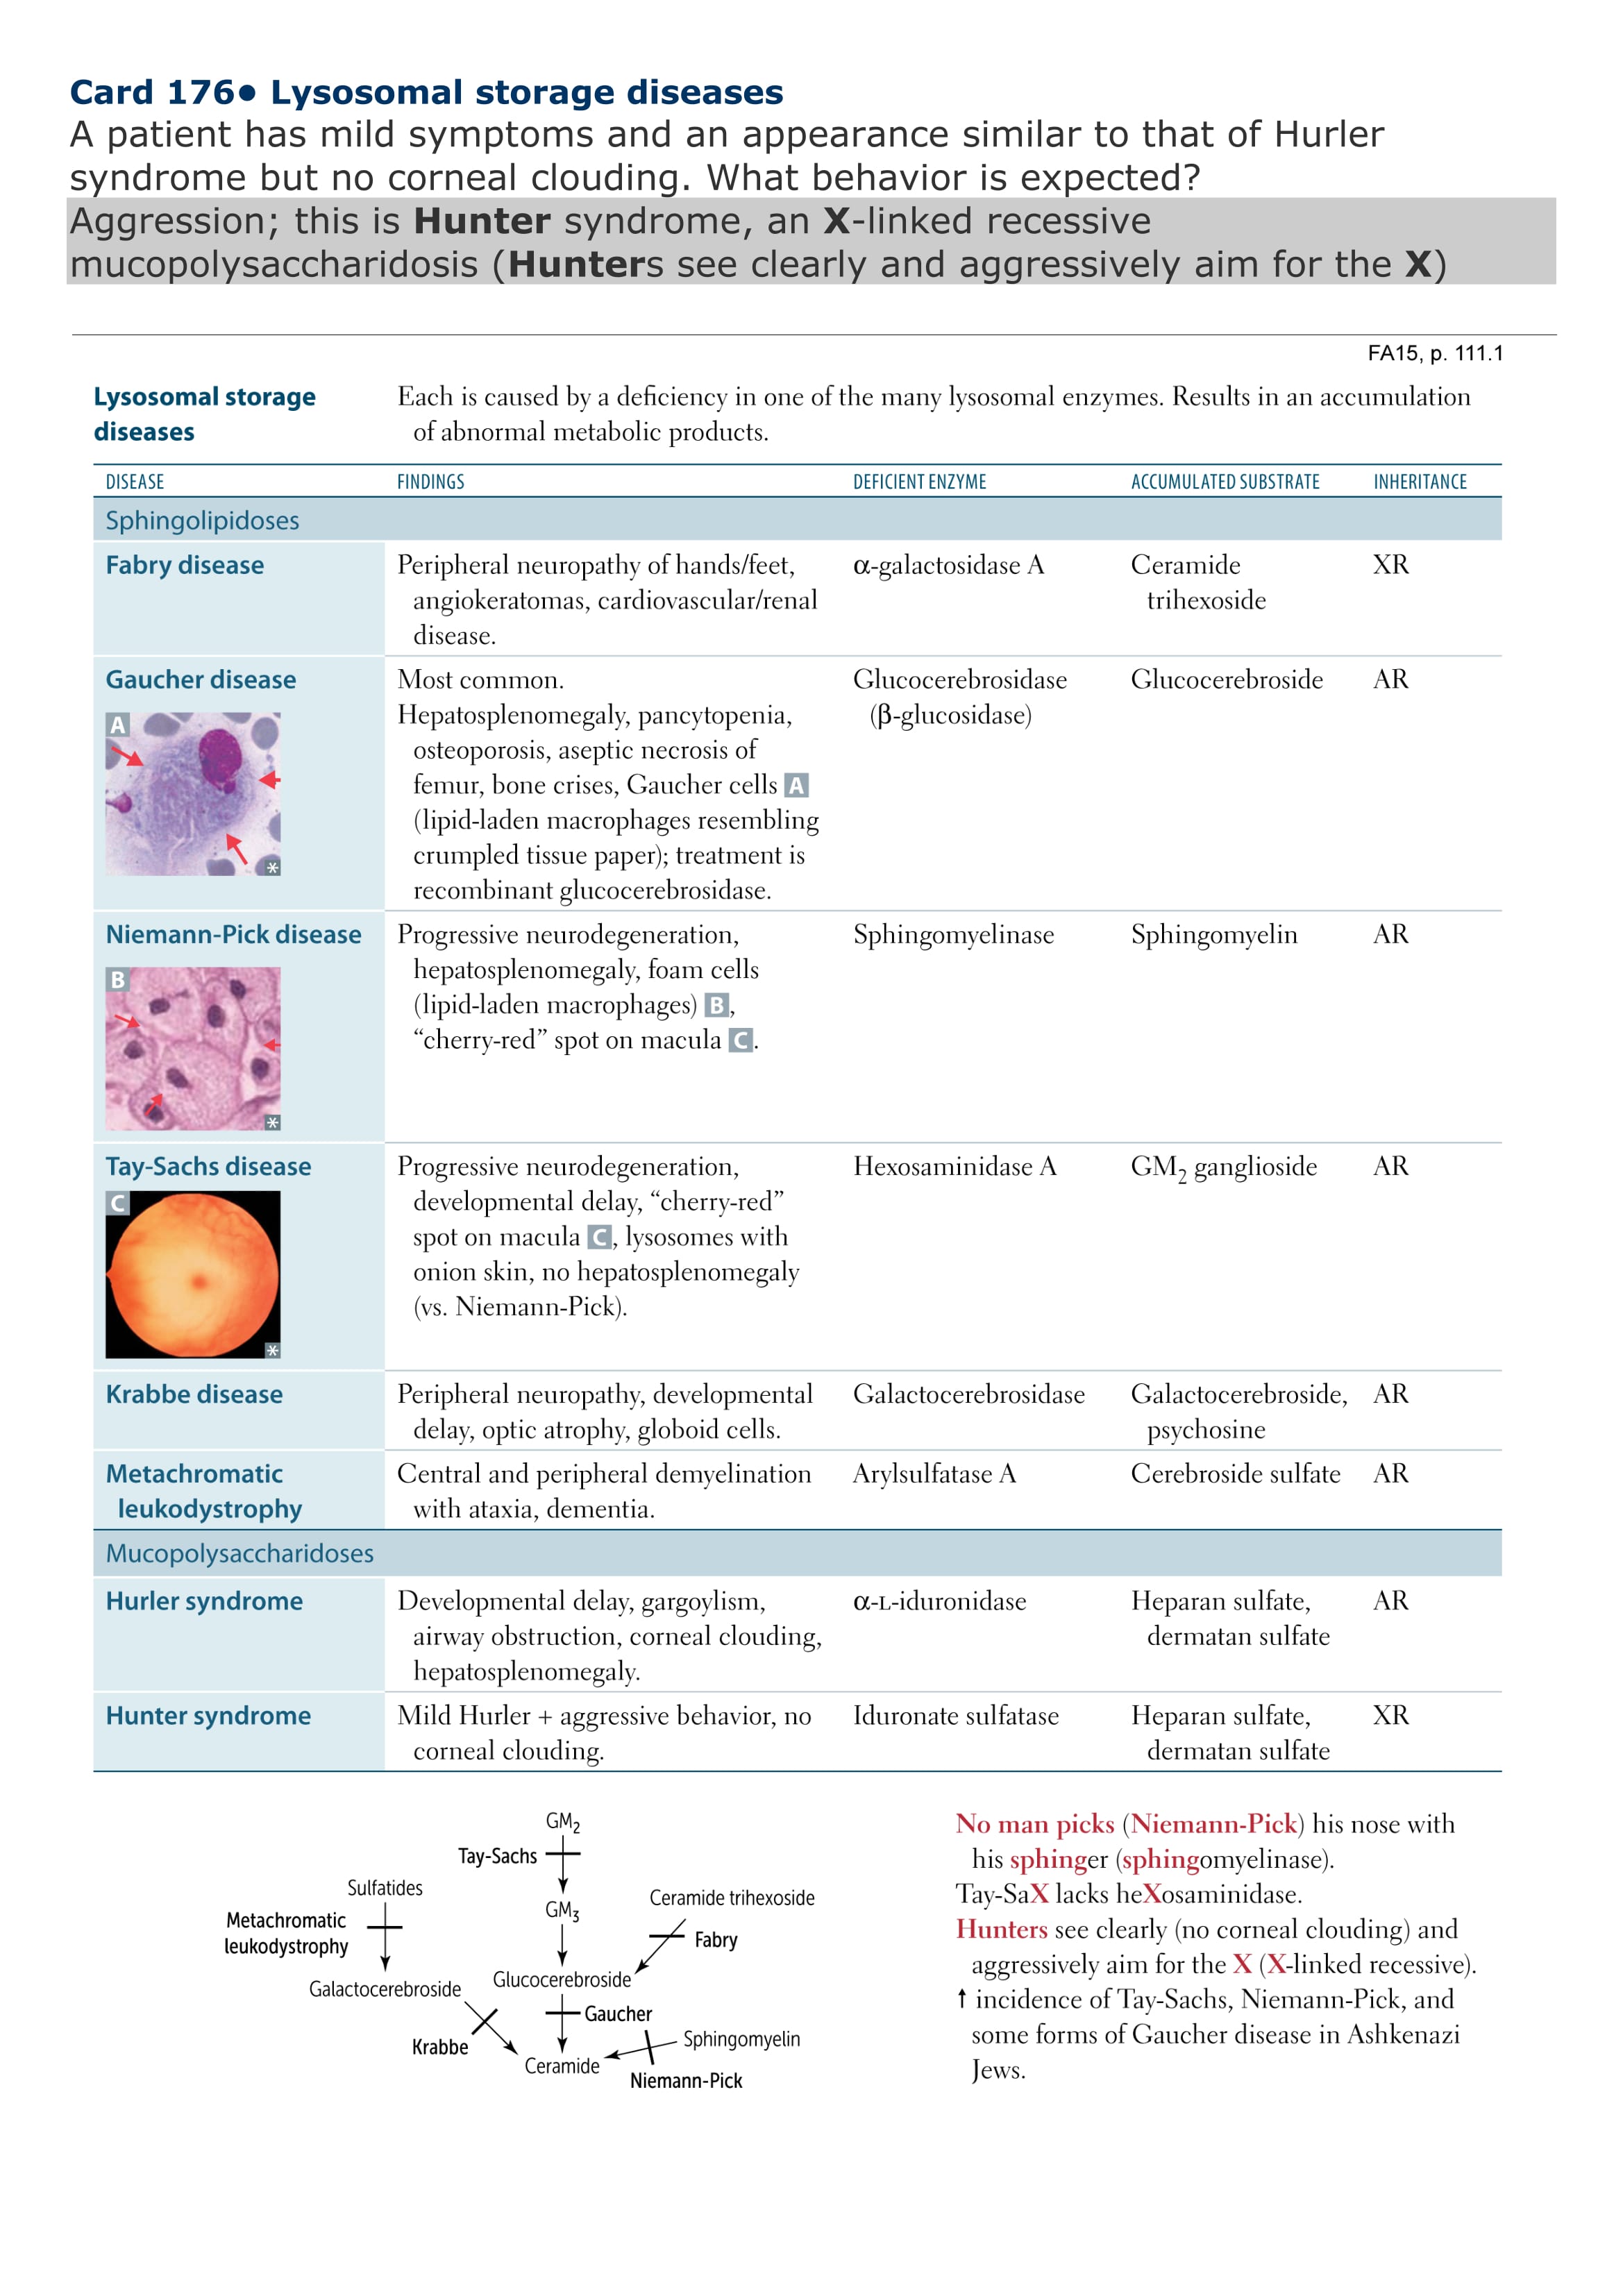 Card 176• Lysosomal storage diseases
A patient has mild symptoms and an appearance similar to that of Hurler
syndrome but no corneal clouding. What behavior is expected?
Aggression; this is Hunter syndrome, an X-linked recessive
mucopolysaccharidosis (Hunters see clearly and aggressively aim for the X)
FA15, p. 111.1
Lysosomal storage
diseases
Each is caused by a deficiency in one of the many lysosomal enzymes. Results in an accumulation
of abnormal metabolic products.
DISEASE FINDINGS DEFICIENT ENZYME ACCUMULATED SUBSTRATE INHERITANCE
Sphingolipidoses
Fabry disease
Peripheral neuropathy of hands/feet,
angiokeratomas, cardiovascular/renal
disease.
α-galactosidase A
Ceramide
trihexoside
XR
Gaucher disease
A
*
Most common.
Hepatosplenomegaly, pancytopenia,
osteoporosis, aseptic necrosis of
femur, bone crises, Gaucher cells A
(lipid-laden macrophages resembling
crumpled tissue paper); treatment is
recombinant glucocerebrosidase.
Glucocerebrosidase
(β-glucosidase)
Glucocerebroside
AR
Niemann-Pick disease
B
*
Progressive neurodegeneration,
hepatosplenomegaly, foam cells
(lipid-laden macrophages) B,
“cherry-red” spot on macula C.
Sphingomyelinase
Sphingomyelin
AR
Tay-Sachs disease
C
*
Progressive neurodegeneration,
developmental delay, “cherry-red”
spot on macula C, lysosomes with
onion skin, no hepatosplenomegaly
(vs. Niemann-Pick).
Hexosaminidase A
GM2 ganglioside
AR
Krabbe disease
Peripheral neuropathy, developmental
delay, optic atrophy, globoid cells.
Galactocerebrosidase
Galactocerebroside,
psychosine
AR
Metachromatic
leukodystrophy
Central and peripheral demyelination
with ataxia, dementia.
Arylsulfatase A
Cerebroside sulfate
AR
Mucopolysaccharidoses
Hurler syndrome
Developmental delay, gargoylism,
airway obstruction, corneal clouding,
hepatosplenomegaly.
α-L-iduronidase
Heparan sulfate,
dermatan sulfate
AR
Hunter syndrome
Mild Hurler + aggressive behavior, no
corneal clouding.
Iduronate sulfatase
Heparan sulfate,
dermatan sulfate
XR
GM2
Tay-Sachs
Sulfatides
Ceramide trihexoside
GM3
Metachromatic
leukodystrophy
Fabry
Glucocerebroside
Galactocerebroside
Gaucher
Sphingomyelin
Krabbe
Ceramide
Niemann-Pick
No man picks (Niemann-Pick) his nose with
his sphinger (sphingomyelinase).
Tay-SaX lacks heXosaminidase.
Hunters see clearly (no corneal clouding) and
aggressively aim for the X (X-linked recessive).
↑ incidence of Tay-Sachs, Niemann-Pick, and
some forms of Gaucher disease in Ashkenazi
Jews.